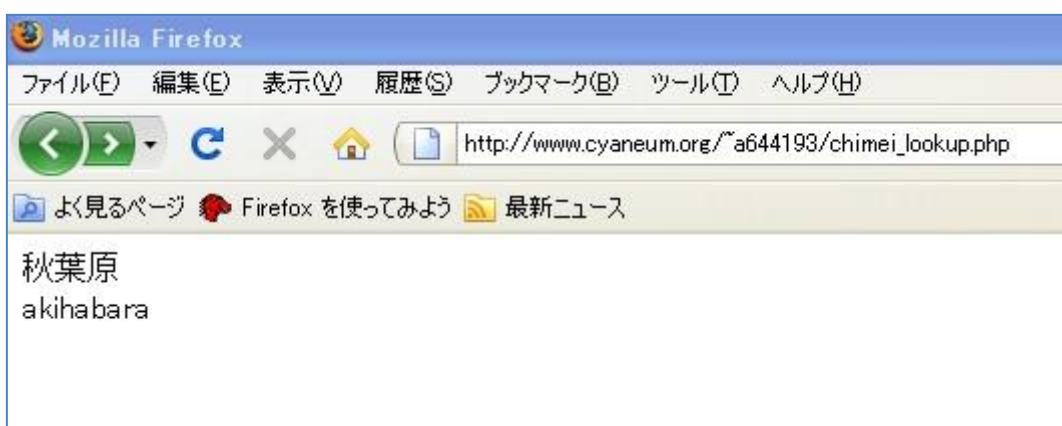 Mozilla Firefox
ファイル(F) 編集(E) 表示(V) 履歴(S) ブックマーク(B) ツール(T) ヘルプ(H)
http://www.cyaneum.org/~a644193/chimei_lookup.php
よく見るページ Firefox を使ってみよう 最新ニュース
秋葉原
akihabara